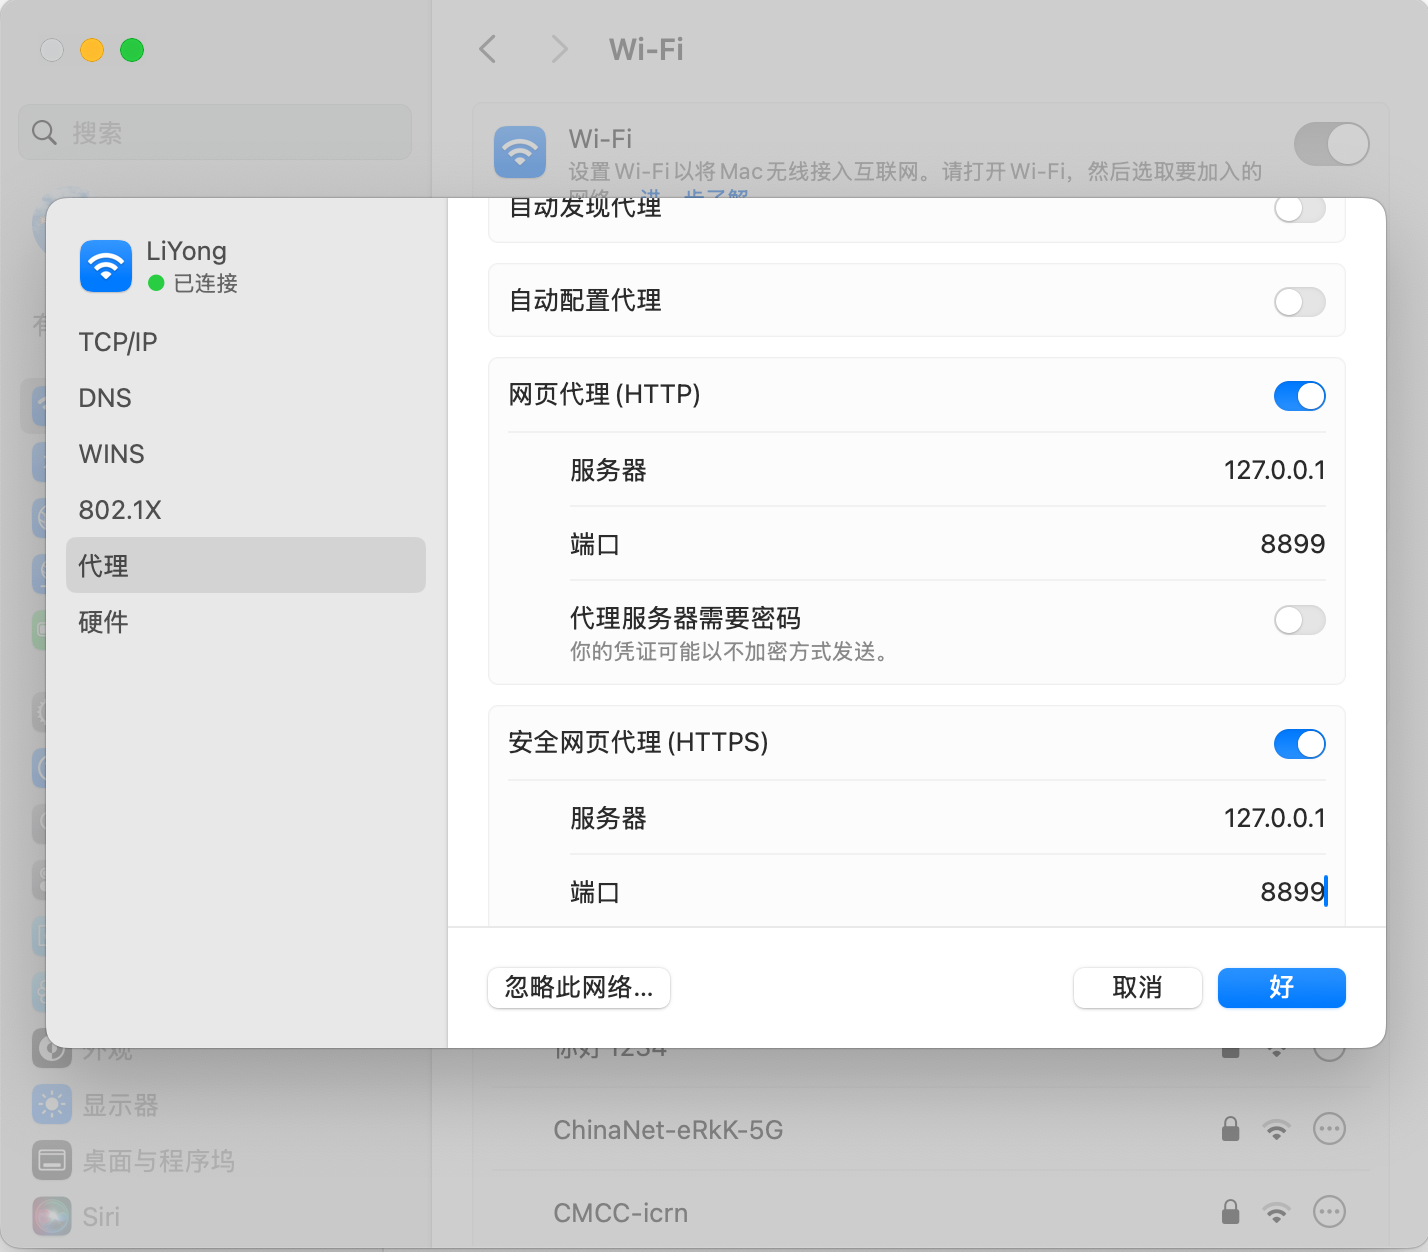 Wi-Fi
搜索
Wi-Fi
设置 Wi-Fi 以将 Mac 无线接入互联网。请打开 Wi-Fi，然后选取要加入的
网络。 进一步了解
LiYong
已连接
TCP/IP
DNS
WINS
802.1X
代理
硬件
自动发现代理
自动配置代理
网页代理 (HTTP)
服务器 127.0.0.1
端口 8899
代理服务器需要密码
你的凭证可能以不加密方式发送。
安全网页代理 (HTTPS)
服务器 127.0.0.1
端口 8899
忽略此网络...
取消
好
外观
显示器
桌面与程序坞
Siri
你好 1234
ChinaNet-eRkK-5G
CMCC-icrn